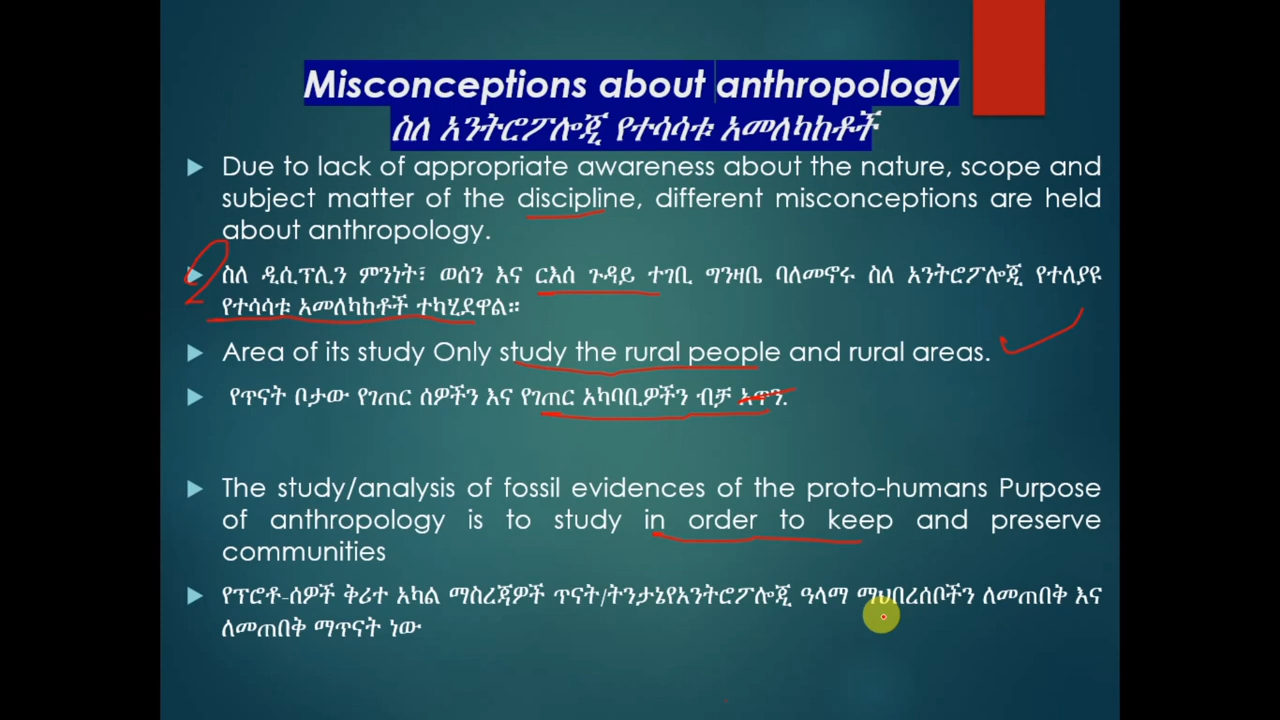 Misconceptions about anthropology
ስለ አንትሮፖሎጂ የተሳሳቱ አመለካከቶች
Due to lack of appropriate awareness about the nature, scope and
subject matter of the discipline, different misconceptions are held
about anthropology.
ስለ ዲሲፕሊን ምንነት፣ ወሰን እና ርእሰ ጉዳይ ተገቢ ግንዛቤ ባለመኖሩ ስለ አንትሮፖሎጂ የተለያዩ
የተሳሳቱ አመለካከቶች ተካሂደዋል።
Area of its study Only study the rural people and rural areas.
የጥናት ቦታው የገጠር ሰዎችን እና የገጠር አካባቢዎችን ብቻ አጥን.
The study/analysis of fossil evidences of the proto-humans Purpose
of anthropology is to study in order to keep and preserve
communities
የፕሮቶ-ሰዎች ቅሪተ አካል ማስረጃዎች ጥናት/ትንታኔየአንትሮፖሎጂ ዓላማ ማህበረሰቦችን ለመጠበቅ እና
ለመጠበቅ ማጥናት ነው